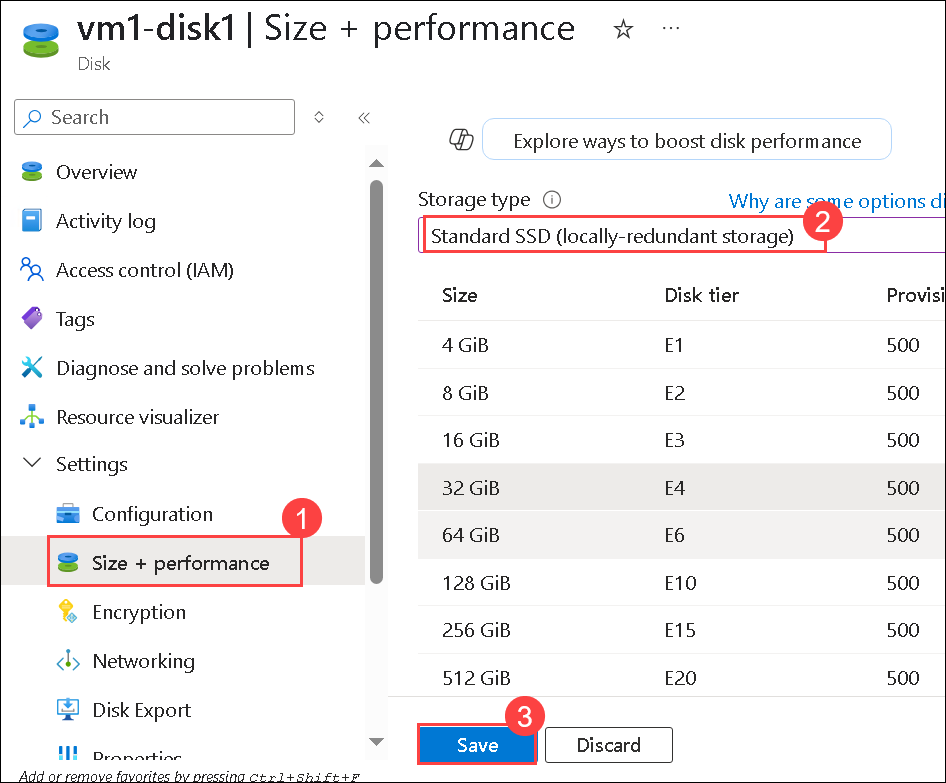 vm1-disk1 | Size + performance
Disk
Search
Explore ways to boost disk performance
Overview
Storage type
Why are some options di
Activity log
2
Standard SSD (locally-redundant storage)
Access control (IAM)
Size Disk tier Provisi
Tags
4 GiB E1 500
Diagnose and solve problems
8 GiB E2 500
Resource visualizer
16 GiB E3 500
Settings
32 GiB E4 500
Configuration
1
64 GiB E6 500
Size + performance
128 GiB E10 500
Encryption
256 GiB E15 500
Networking
512 GiB E20 500
Disk Export
3
Save Discard
Properties
Add or remove favorites by pressing Ctrl+Shift+F